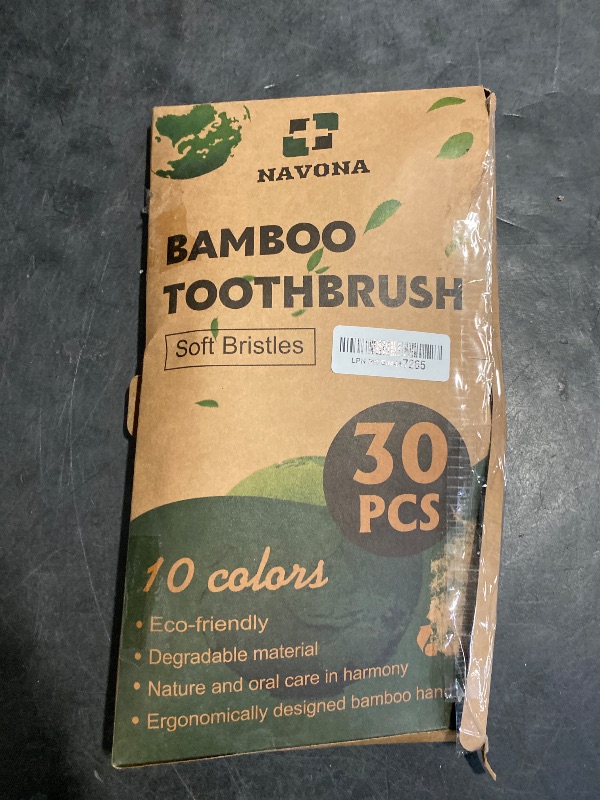 NAVONA
BAMBOO
TOOTHBRUSH
Soft Bristles
30
PCS
10 colors
• Eco-friendly
• Degradable material
• Nature and oral care in harmony
• Ergonomically designed bamboo